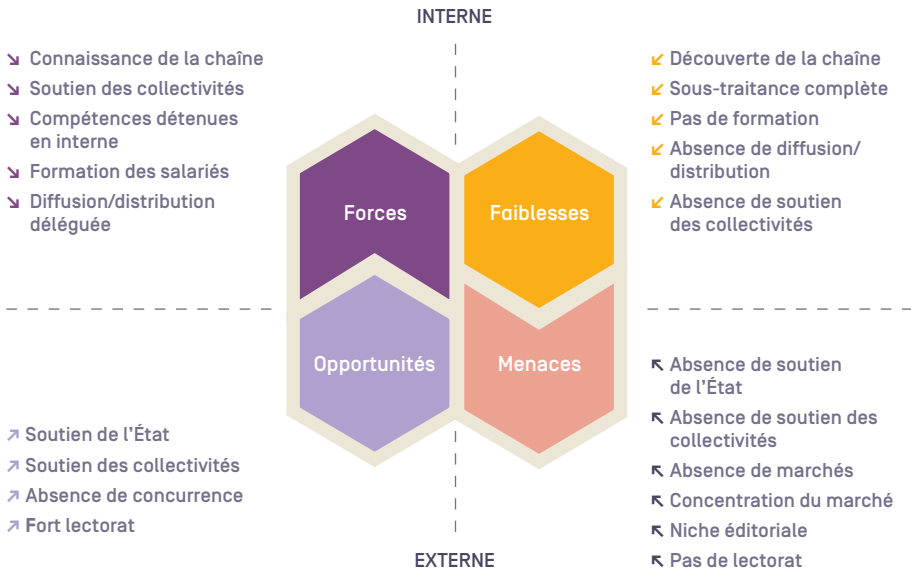 INTERNE
Connaissance de la chaîne
Soutien des collectivités
Compétences détenues
en interne
Formation des salariés
Diffusion/distribution
déléguée
Découverte de la chaîne
Sous-traitance complète
Pas de formation
Absence de diffusion/
distribution
Absence de soutien
des collectivités
Forces
Faiblesses
Opportunités
Menaces
Soutien de l'État
Soutien des collectivités
Absence de concurrence
Fort lectorat
Absence de soutien
de l'État
Absence de soutien des
collectivités
Absence de marchés
Concentration du marché
Niche éditoriale
Pas de lectorat
EXTERNE